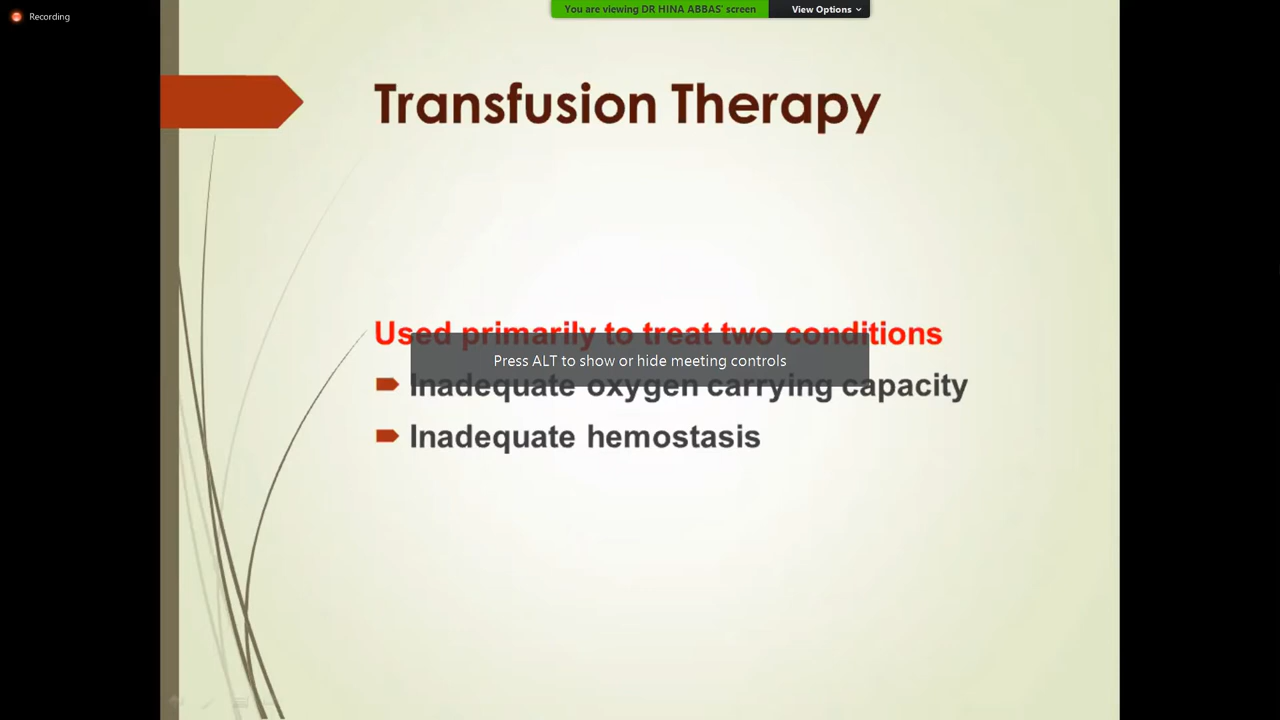 Recording
You are viewing DR HINA ABBAS' screen
View Options
Transfusion Therapy
Used primarily to treat two conditions
Press ALT to show or hide meeting controls
Inadequate oxygen carrying capacity
Inadequate hemostasis